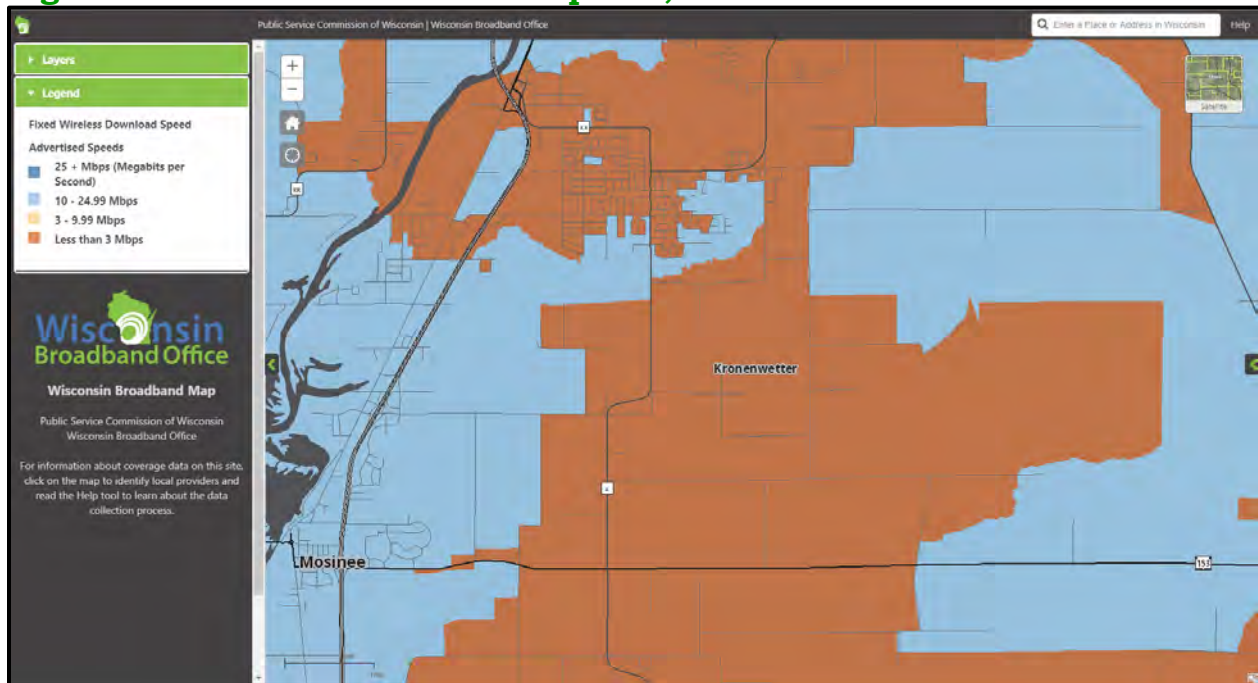 Public Service Commission of Wisconsin | Wisconsin Broadband Office
Enter a Place or Address in Wisconsin
Help
Layers
Legend
Fixed Wireless Download Speed
Advertised Speeds
25 + Mbps (Megabits per
Second)
10 - 24.99 Mbps
3 - 9.99 Mbps
Less than 3 Mbps
Wisconsin
Broadband Office
Wisconsin Broadband Map
Public Service Commission of Wisconsin
Wisconsin Broadband Office
For information about coverage data on this site,
click on the map to identify local providers and
read the Help tool to learn about the data
collection process.
+
−
Satellite
XX
Kronenwetter
X
Mosinee
153